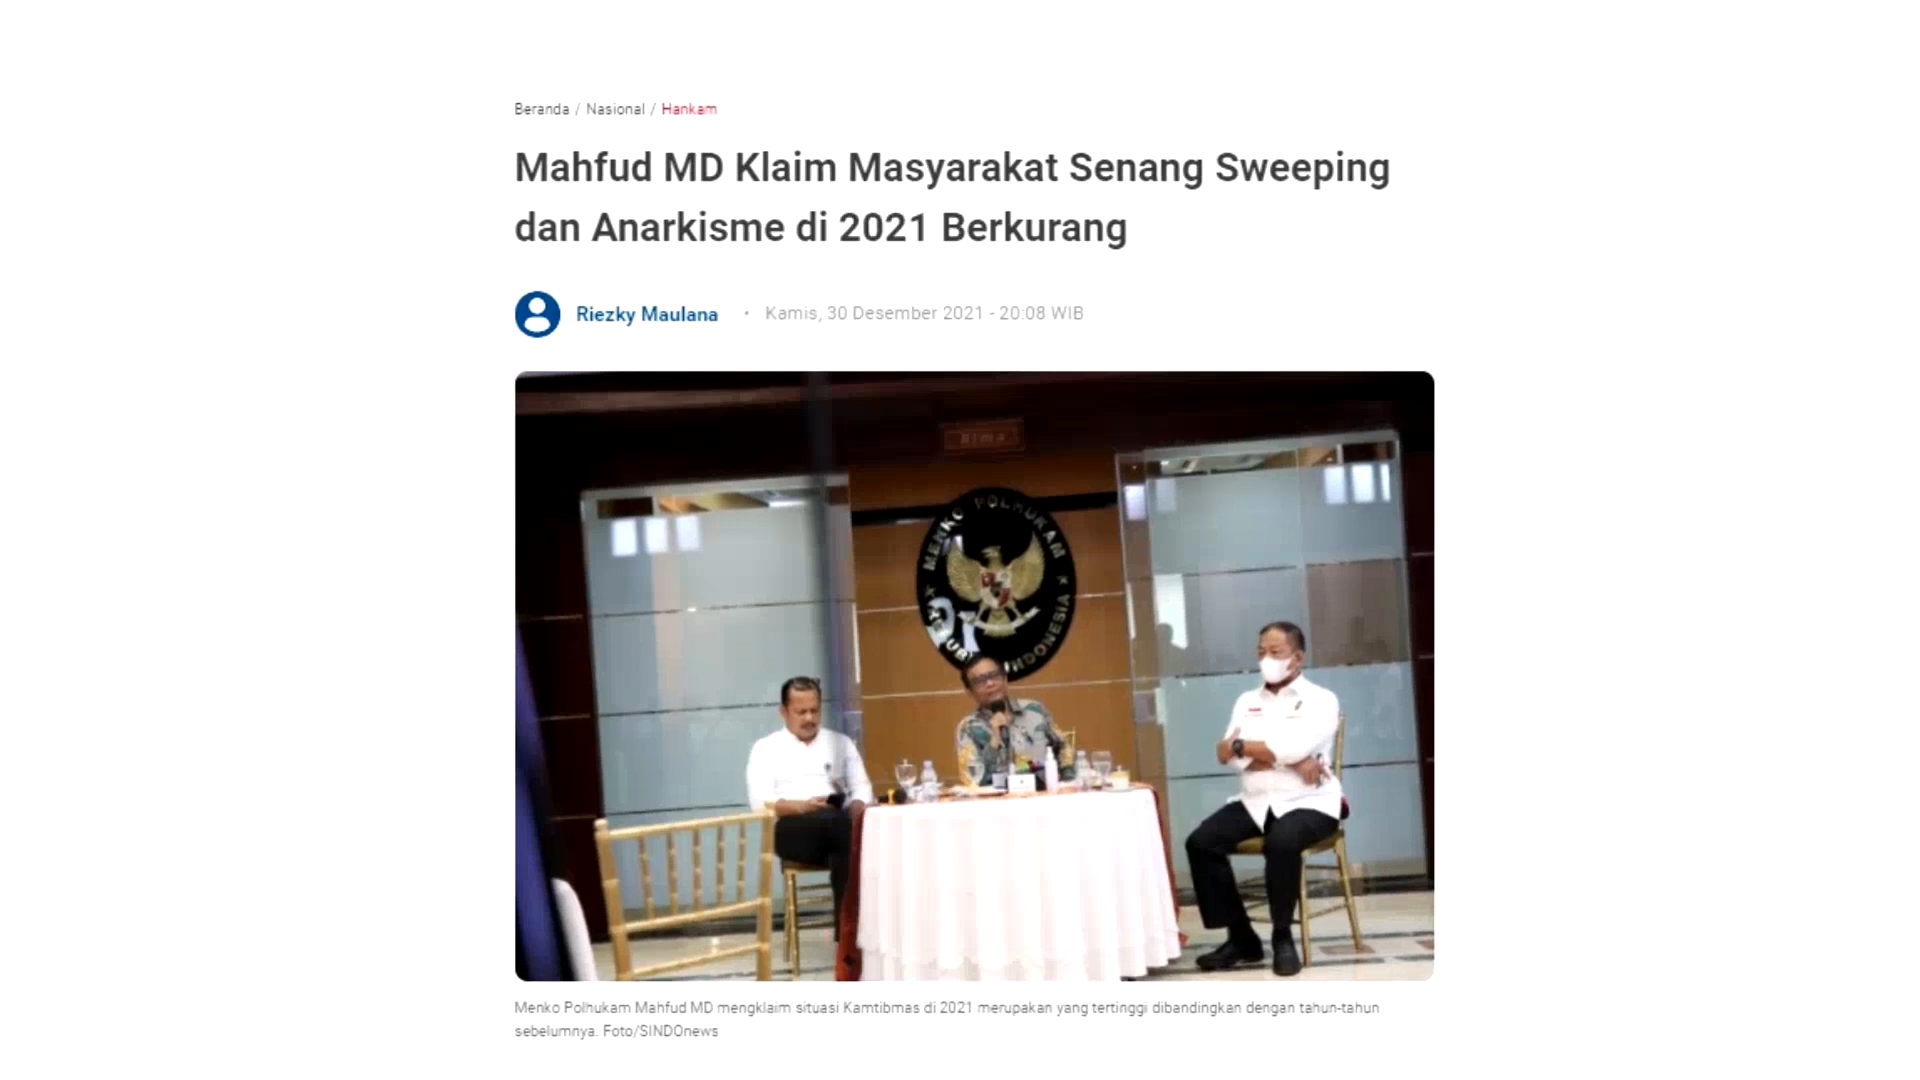 Beranda / Nasional / Hankam
Mahfud MD Klaim Masyarakat Senang Sweeping
dan Anarkisme di 2021 Berkurang
Riezky Maulana • Kamis, 30 Desember 2021 - 20:08 WIB
Bima
MENKO POLHUKAM
INDONESIA
Menko Polhukam Mahfud MD mengklaim situasi Kamtibmas di 2021 merupakan yang tertinggi dibandingkan dengan tahun-tahun
sebelumnya. Foto/SINDOnews